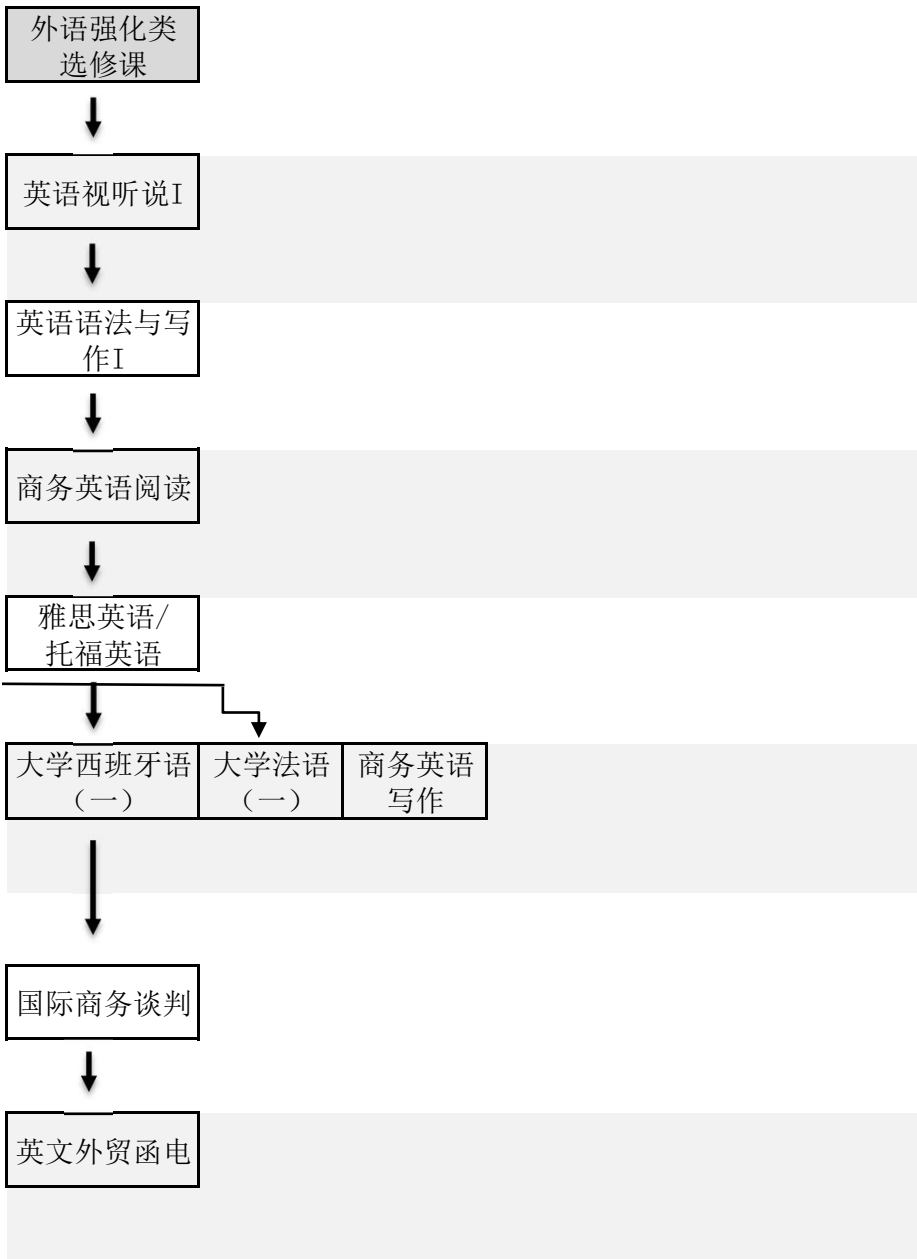 外语强化类
选修课
英语视听说I
英语语法与写
作I
商务英语阅读
雅思英语/
托福英语
大学西班牙语
（一）
大学法语
（一）
商务英语
写作
国际商务谈判
英文外贸函电